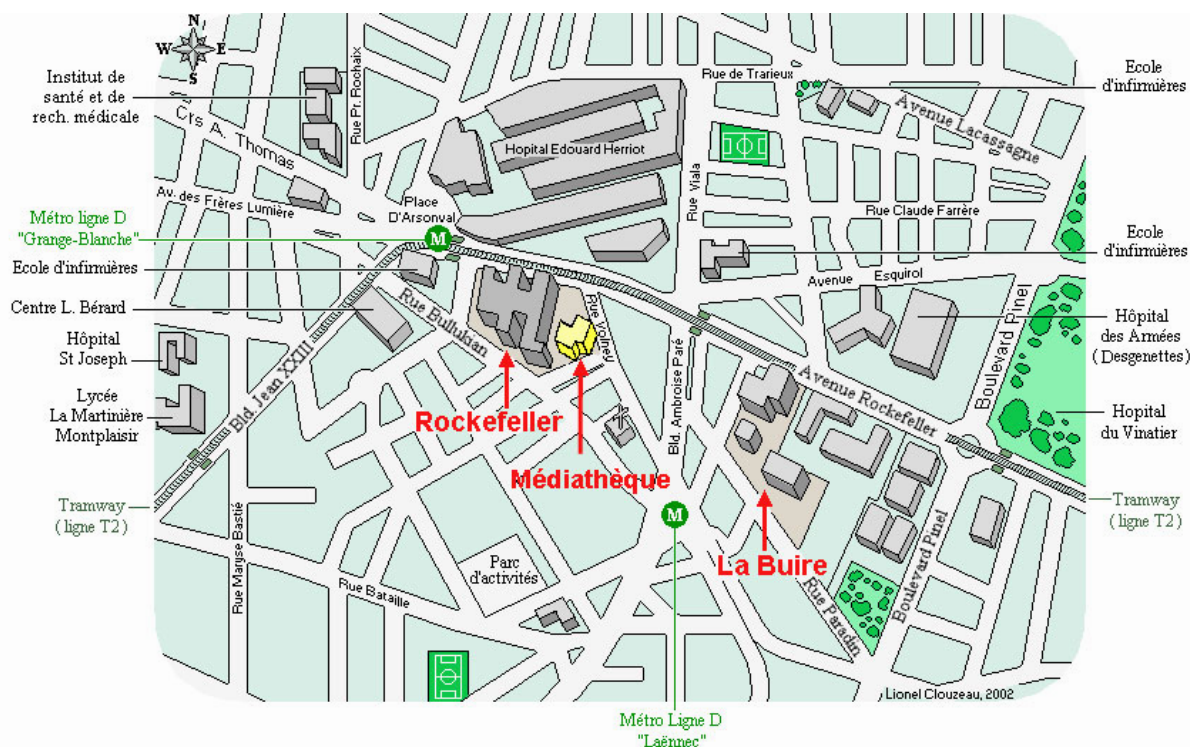 N
W E
S
Institut de
santé et de
rech. médicale
Crs A. Thomas
Rue Pr. Rochaix
Hopital Edouard Herriot
Rue de Trarieux
Ecole
d'infirmières
Avenue Lacassagne
Av. des Frères Lumière
Place
D'Arsonval
Rue Viala
Rue Claude Farrère
Métro ligne D
"Grange-Blanche"
M
Ecole
d'infirmières
Ecole d'infirmières
Avenue Esquirol
Centre L. Bérard
Rue Bullukian
Rue Volney
Boulevard Pinel
Hôpital
des Armées
(Desgenettes)
Hôpital
St Joseph
Bld. Jean XXIII
Bld. Ambroise Paré
Avenue Rockefeller
Lycée
La Martinière
Montplaisir
Rockefeller
Hopital
du Vinatier
Médiathèque
Tramway
(ligne T2)
M
Tramway
(ligne T2)
La Buire
Rue Maryse Bastié
Parc
d'activités
Rue Bataille
Rue Paradin
Boulevard Pinel
Lionel Clouzeau, 2002
Métro Ligne D
"Laënnec"